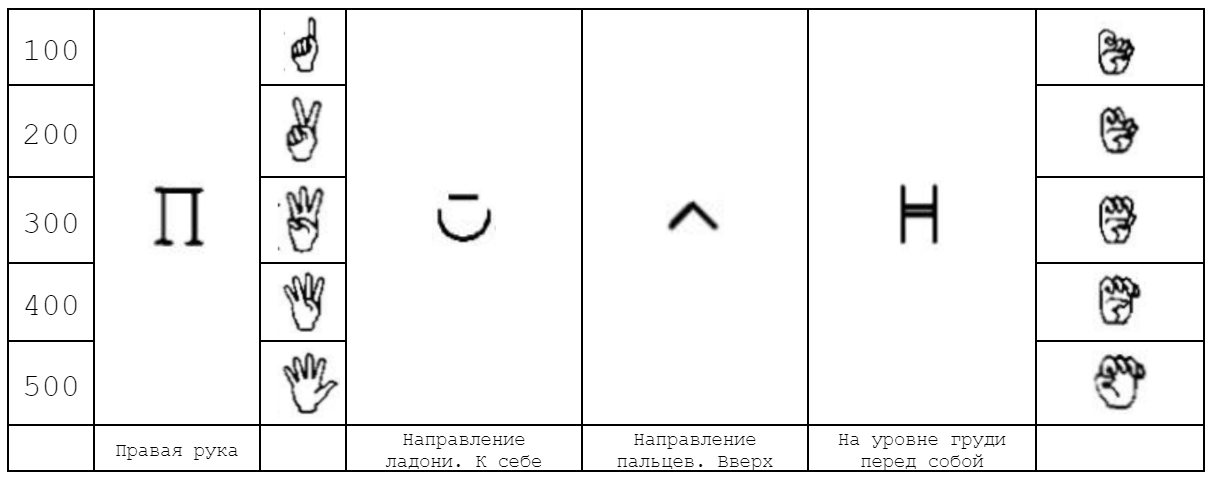 100
200
300
400
500
П
Правая рука
Направление
ладони. К себе
Направление
пальцев. Вверх
На уровне груди
перед собой